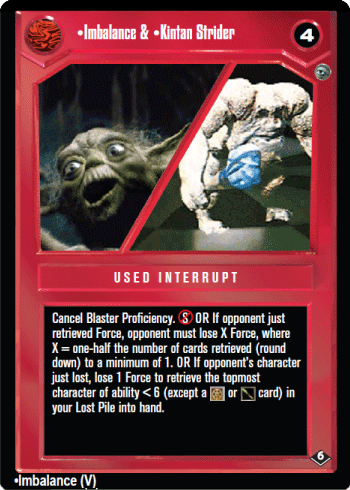 •Imbalance & •Kintan Strider
4
USED INTERRUPT
Cancel Blaster Proficiency. S OR If opponent just
retrieved Force, opponent must lose X Force, where
X = one-half the number of cards retrieved (round
down) to a minimum of 1. OR If opponent's character
just lost, lose 1 Force to retrieve the topmost
character of ability < 6 (except a or card) in
your Lost Pile into hand.
6
•Imbalance (V)